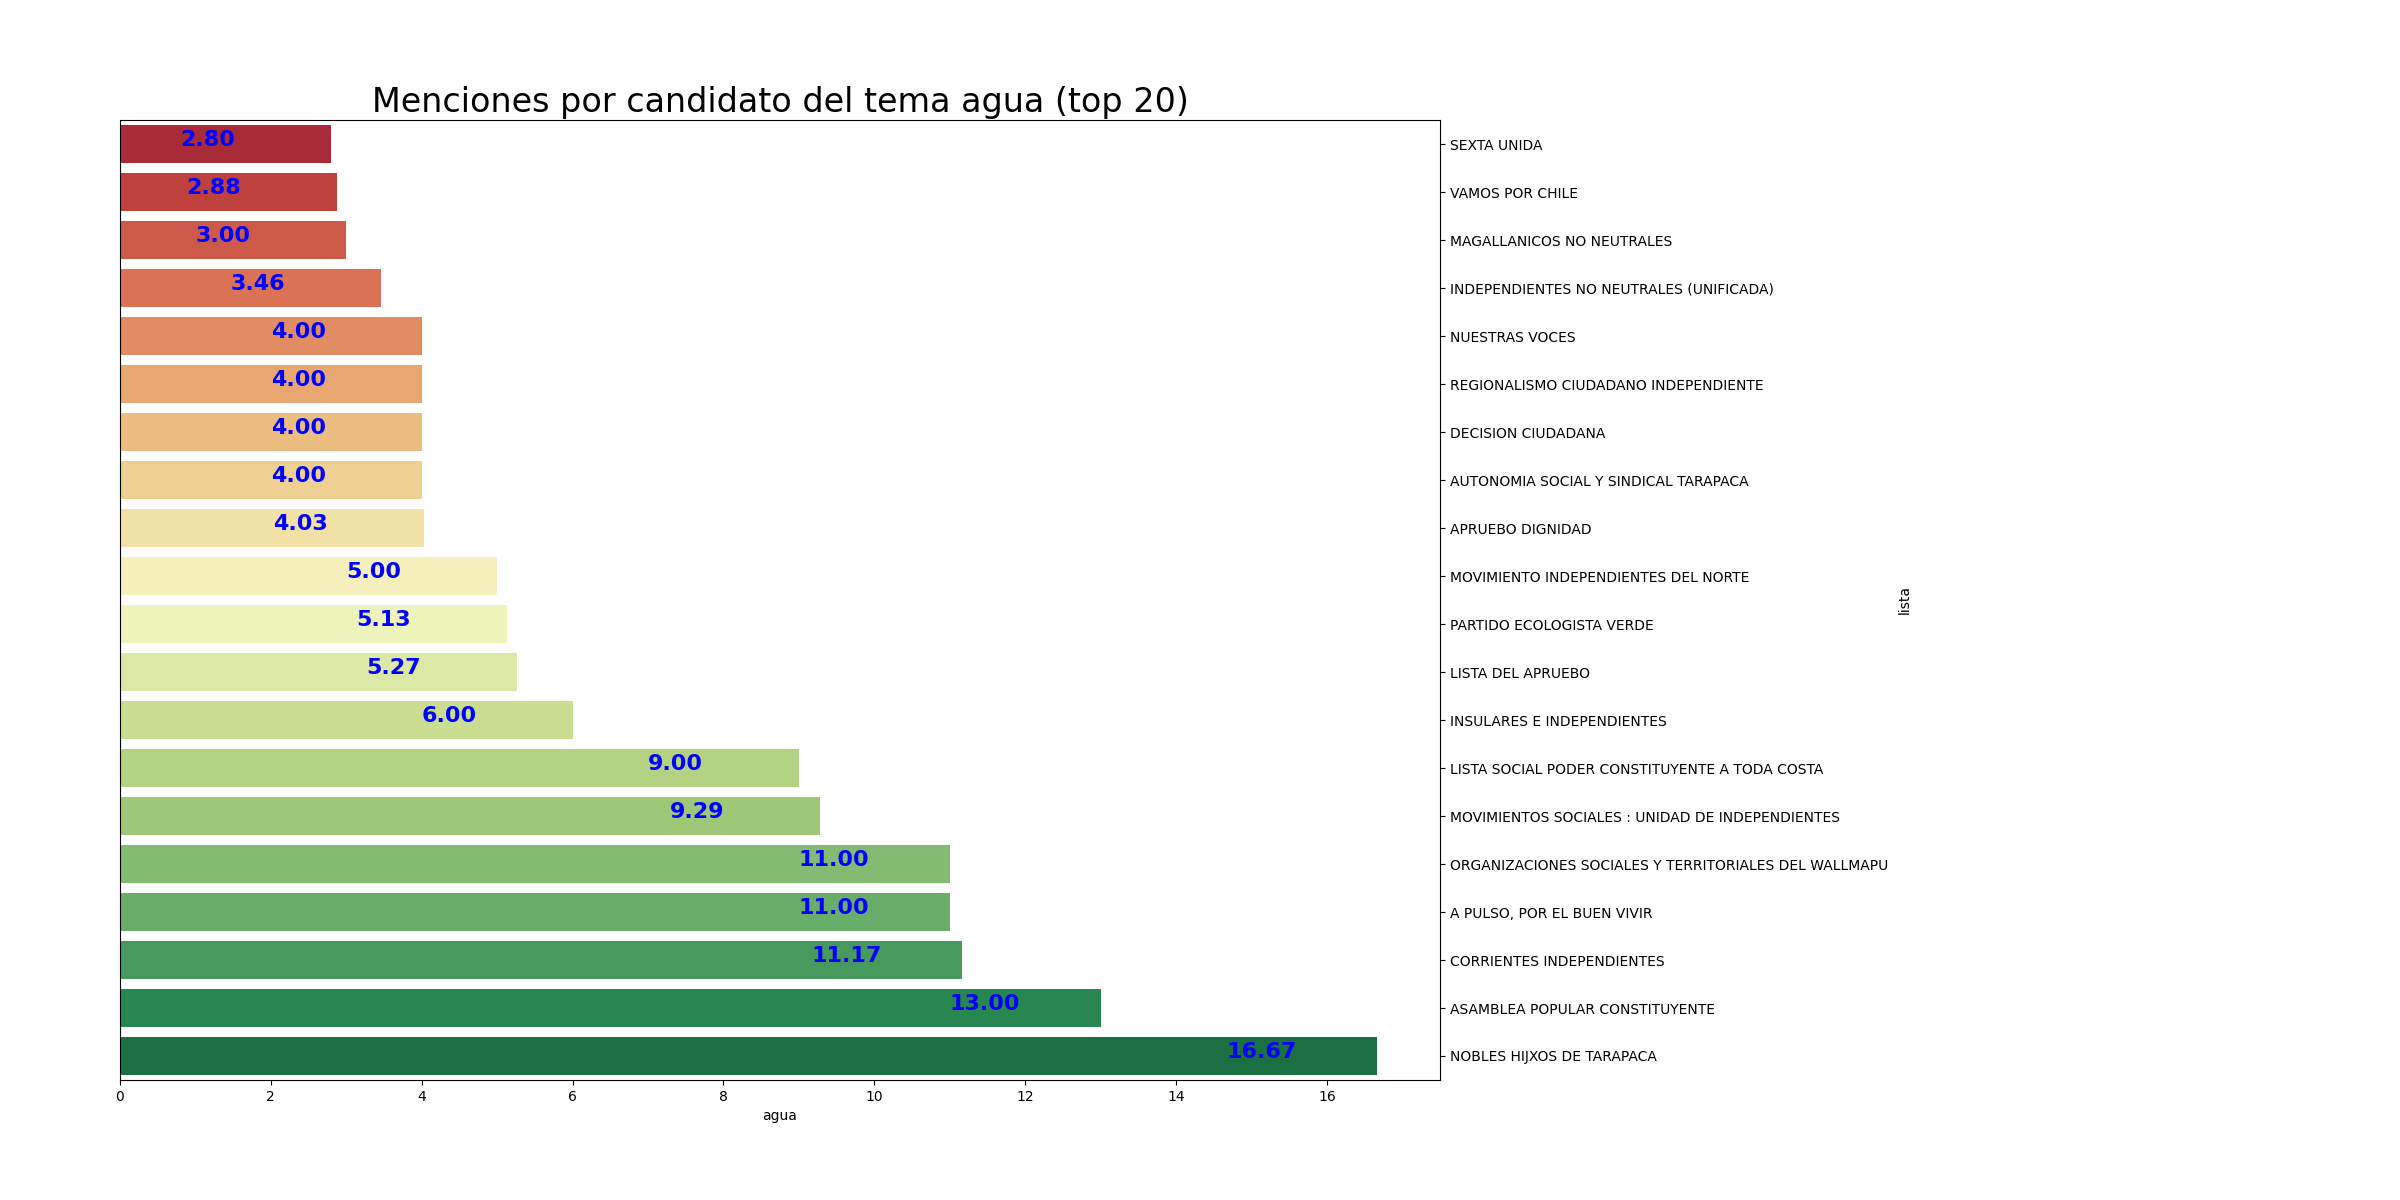 Menciones por candidato del tema agua (top 20)
2.80 SEXTA UNIDA
2.88 VAMOS POR CHILE
3.00 MAGALLANICOS NO NEUTRALES
3.46 INDEPENDIENTES NO NEUTRALES (UNIFICADA)
4.00 NUESTRAS VOCES
4.00 REGIONALISMO CIUDADANO INDEPENDIENTE
4.00 DECISION CIUDADANA
4.00 AUTONOMIA SOCIAL Y SINDICAL TARAPACA
4.03 APRUEBO DIGNIDAD
5.00 MOVIMIENTO INDEPENDIENTES DEL NORTE
5.13 PARTIDO ECOLOGISTA VERDE
5.27 LISTA DEL APRUEBO
6.00 INSULARES E INDEPENDIENTES
9.00 LISTA SOCIAL PODER CONSTITUYENTE A TODA COSTA
9.29 MOVIMIENTOS SOCIALES : UNIDAD DE INDEPENDIENTES
11.00 ORGANIZACIONES SOCIALES Y TERRITORIALES DEL WALLMAPU
11.00 A PULSO, POR EL BUEN VIVIR
11.17 CORRIENTES INDEPENDIENTES
13.00 ASAMBLEA POPULAR CONSTITUYENTE
16.67 NOBLES HIJXOS DE TARAPACA
lista
0 2 4 6 8 10 12 14 16
agua